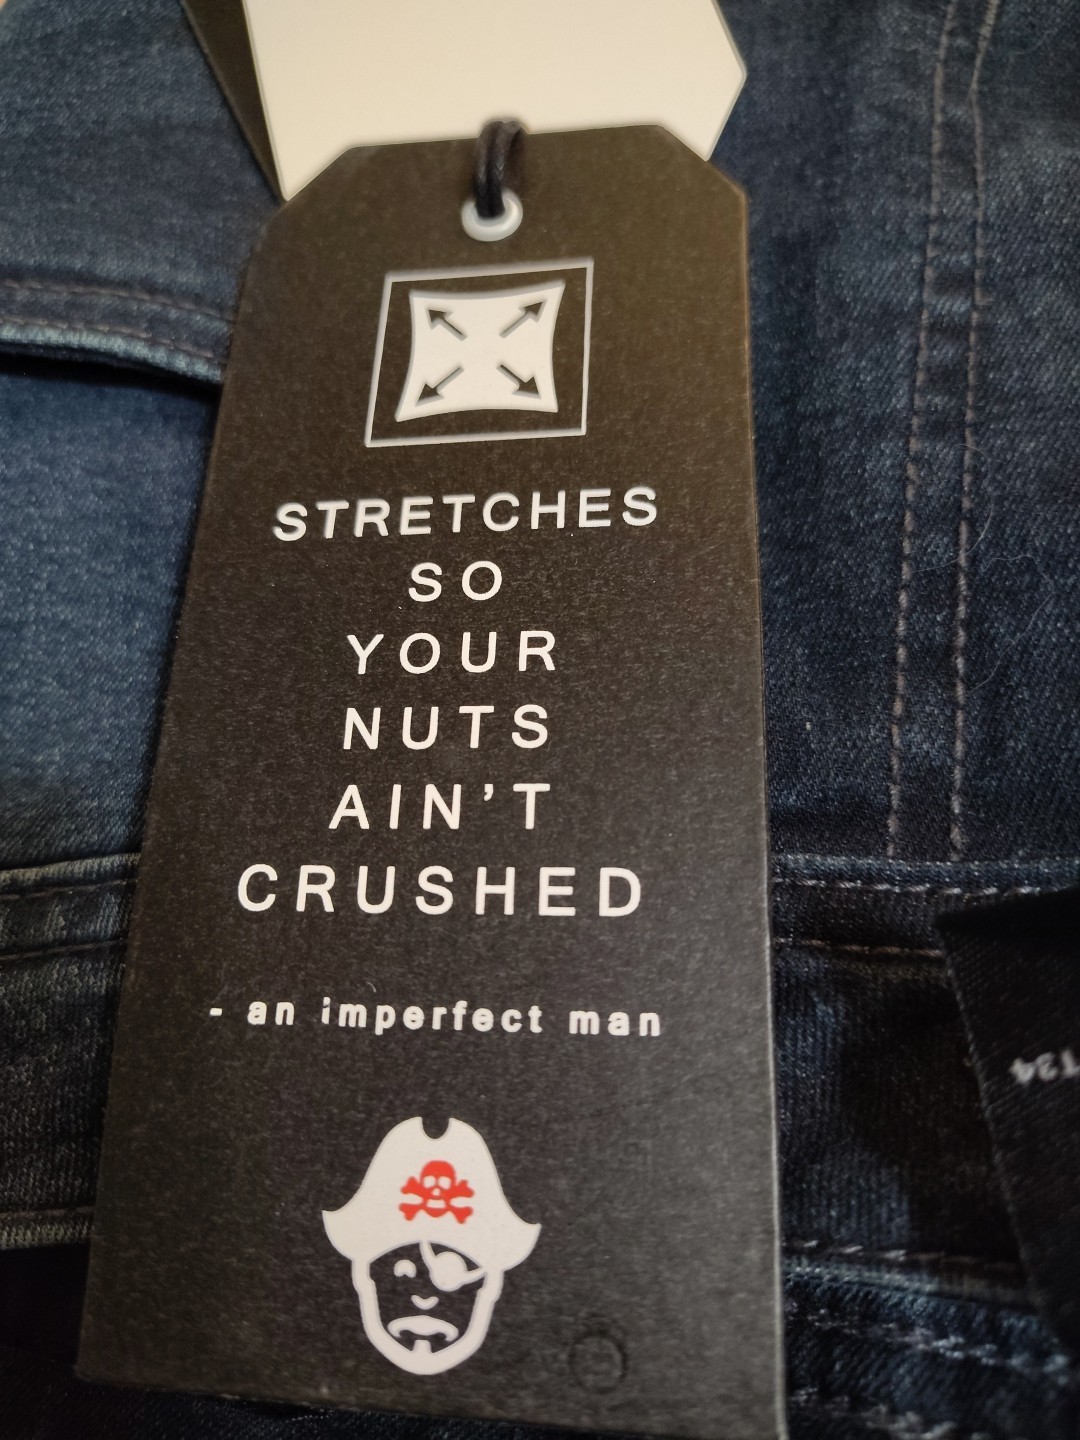 STRETCHES
SO
YOUR
NUTS
AIN'T
CRUSHED
- an imperfect man